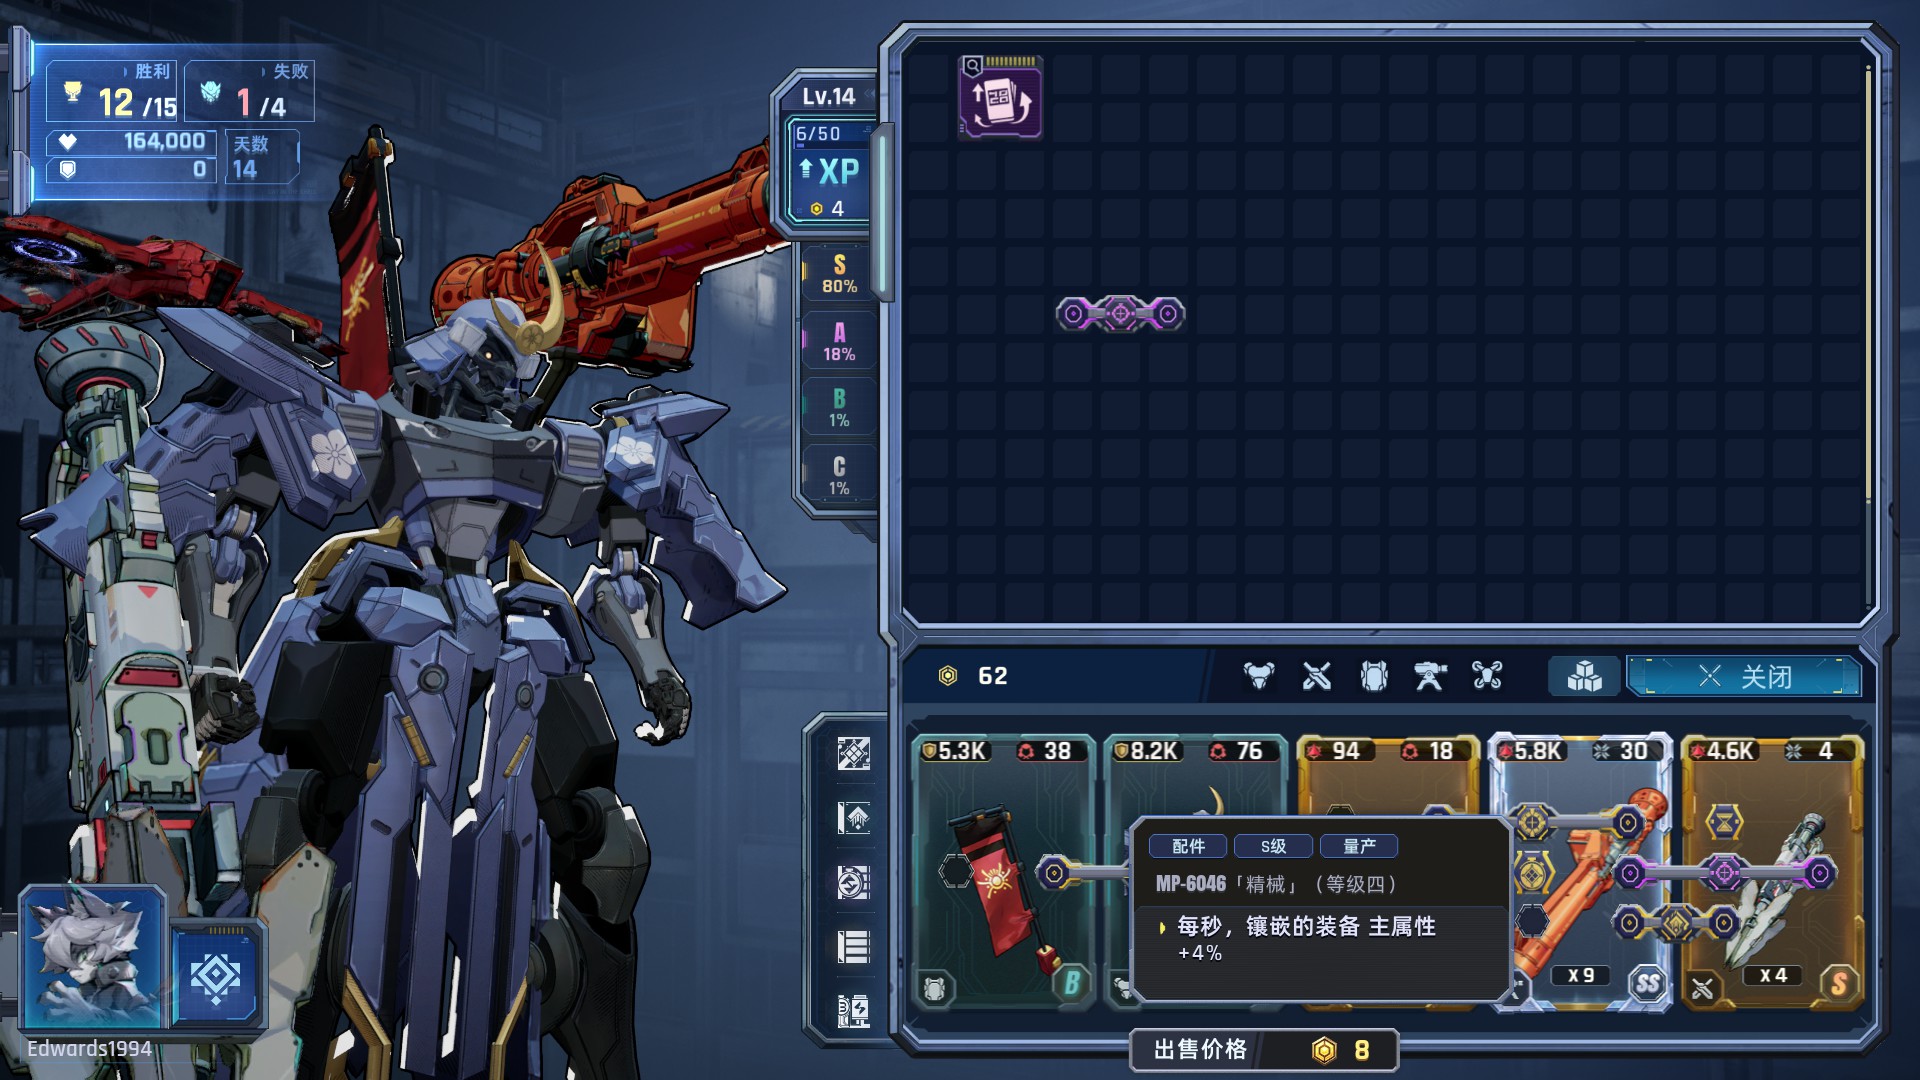 胜利
12 /15
失败
1 /4
164,000
0
天数
14
Lv.14
6/50
XP
4
S
80%
A
18%
B
1%
C
1%
62
关闭
5.3K
38
B
8.2K
76
94
18
5.8K
30
x 9
SS
4.6K
4
x 4
S
配件
S级
量产
MP-6046「精械」（等级四）
每秒，镶嵌的装备 主属性
+4%
出售价格
8
Edwards1994